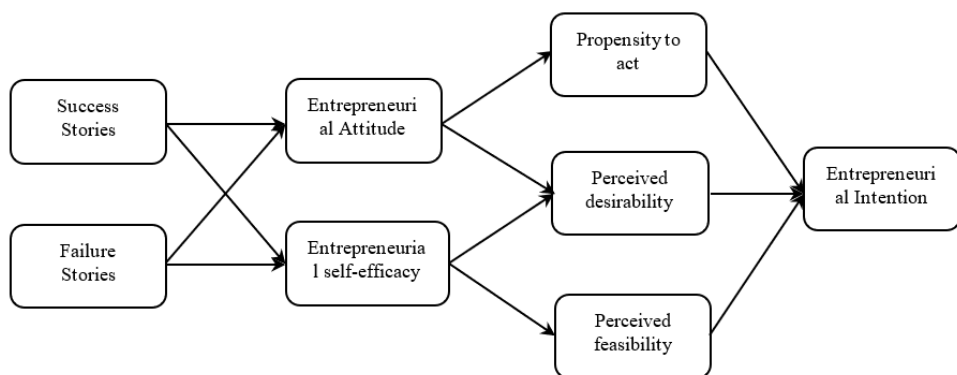 Propensity to
act
Success
Stories
Entrepreneuri
al Attitude
Perceived
desirability
Entrepreneuri
al Intention
Failure
Stories
Entrepreneuria
l self-efficacy
Perceived
feasibility